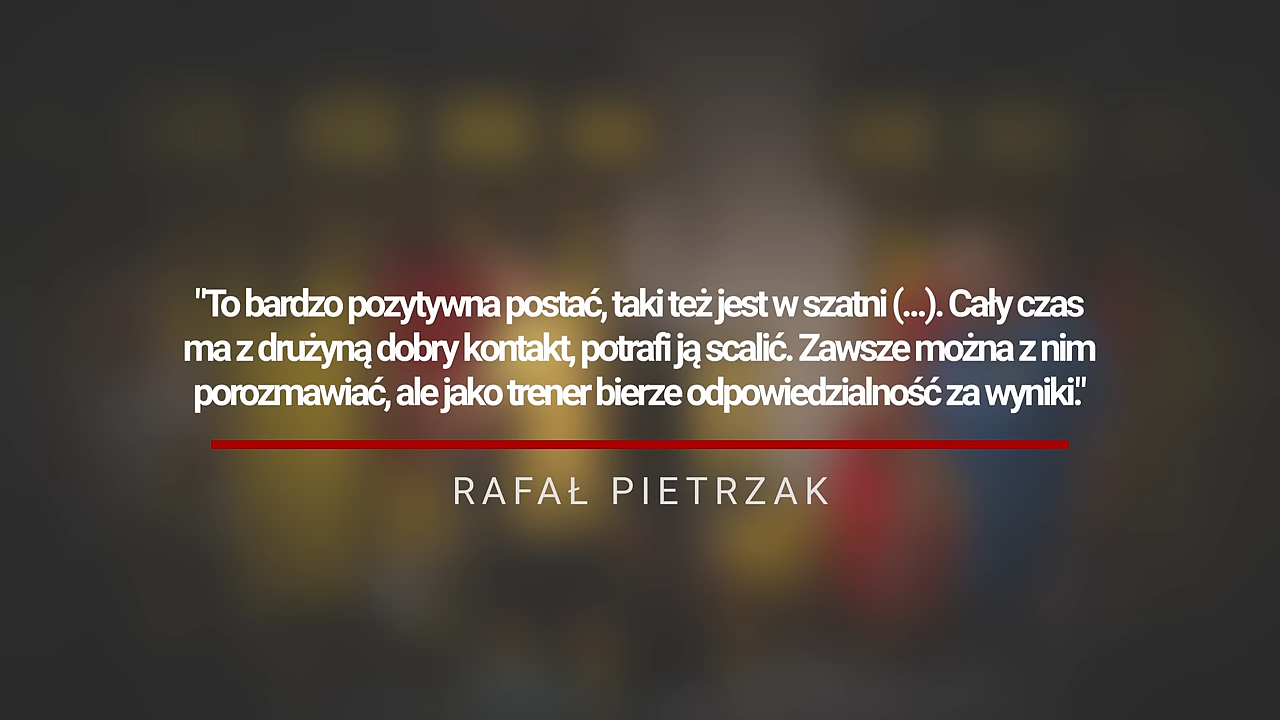 "To bardzo pozytywna postać, taki też jest w szatni (...). Cały czas
ma z drużyną dobry kontakt, potrafi ją scalić. Zawsze można z nim
porozmawiać, ale jako trener bierze odpowiedzialność za wyniki."
RAFAŁ PIETRZAK